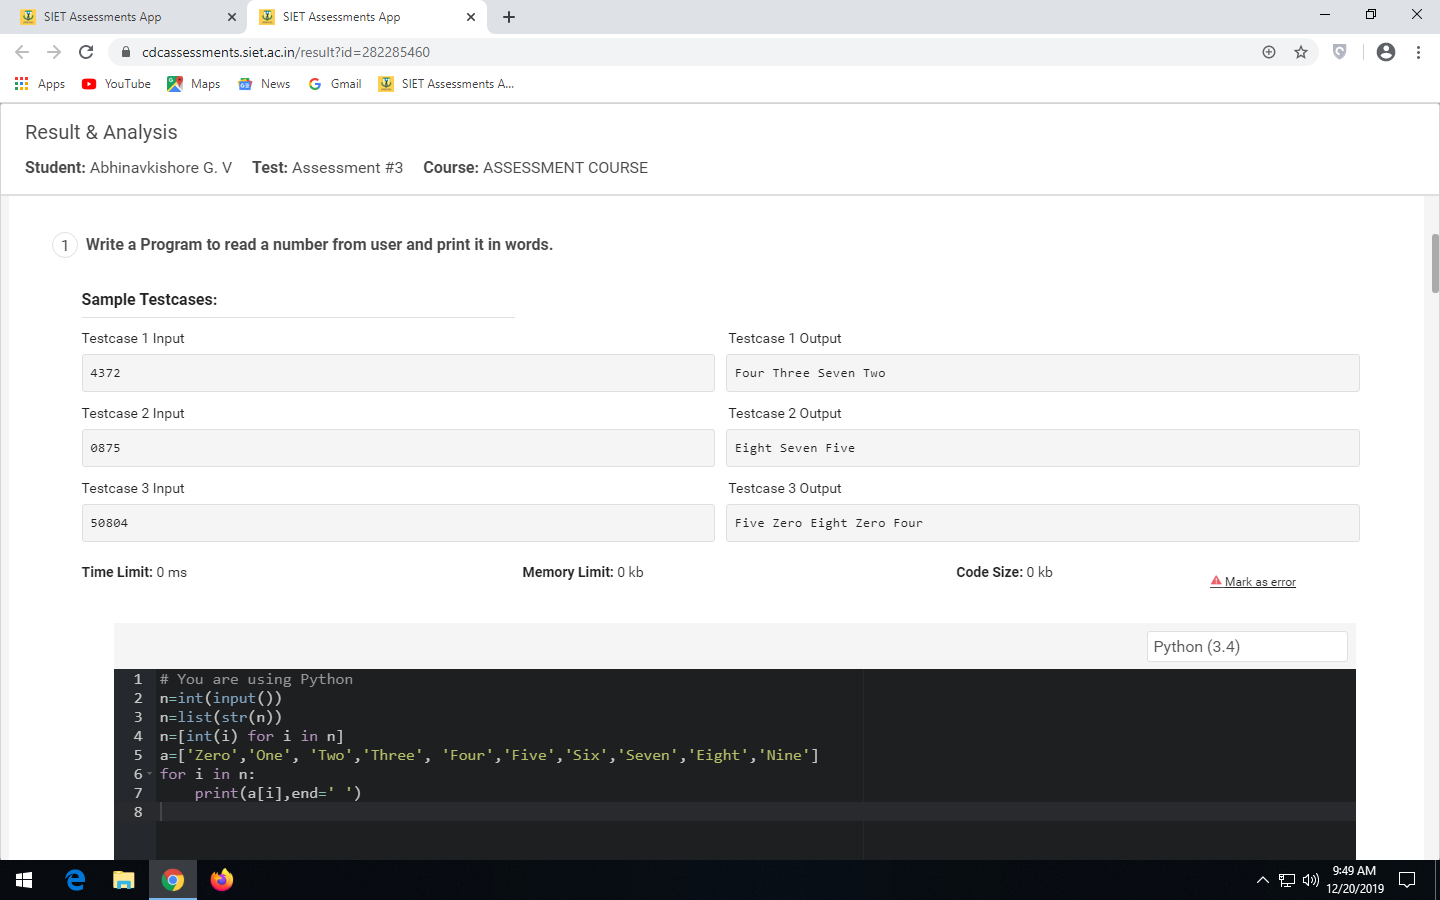 SIET Assessments App
SIET Assessments App
cdcassessments.siet.ac.in/result?id=282285460
Apps YouTube Maps News Gmail SIET Assessments A...
Result & Analysis
Student: Abhinavkishore G. V Test: Assessment #3 Course: ASSESSMENT COURSE
1 Write a Program to read a number from user and print it in words.
Sample Testcases:
Testcase 1 Input Testcase 1 Output
4372 Four Three Seven Two
Testcase 2 Input Testcase 2 Output
0875 Eight Seven Five
Testcase 3 Input Testcase 3 Output
50804 Five Zero Eight Zero Four
Time Limit: 0 ms Memory Limit: 0 kb Code Size: 0 kb Mark as error
Python (3.4)
1 # You are using Python
2 n=int(input())
3 n=list(str(n))
4 n=[int(i) for i in n]
5 a=['Zero','One', 'Two','Three', 'Four','Five','Six','Seven','Eight','Nine']
6 for i in n:
7 print(a[i],end=' ')
8
9:49 AM
12/20/2019